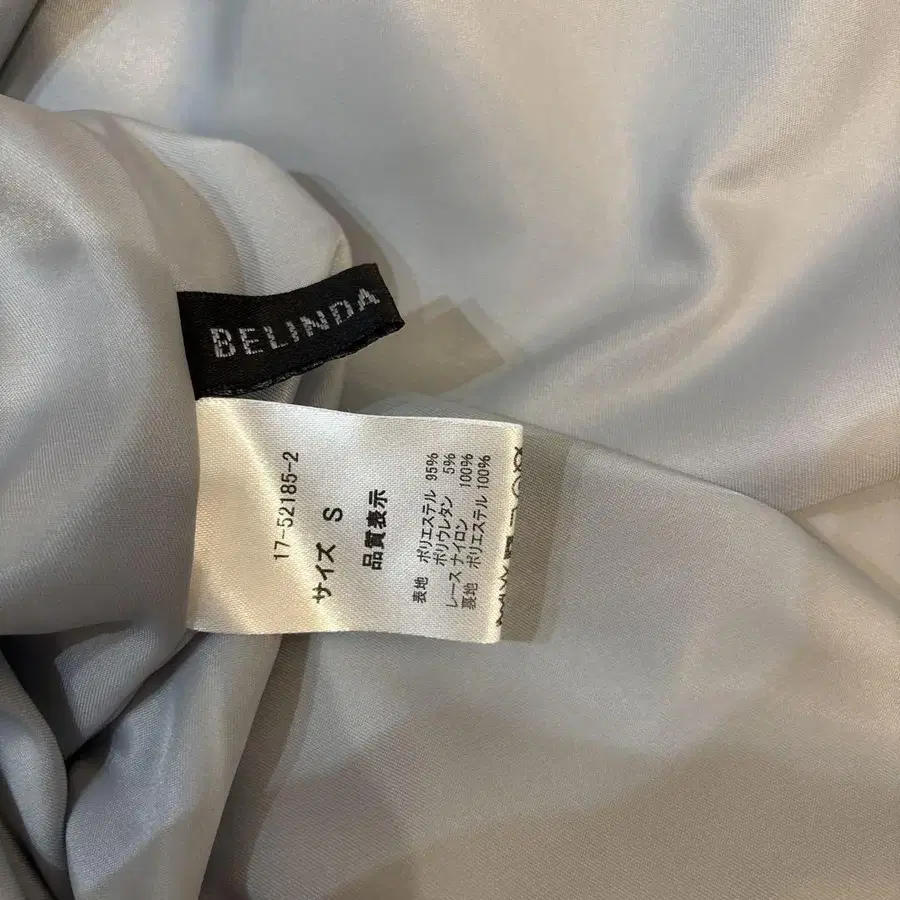 BELINDA
17-52185-2
サイズ S
品質表示
表地 ポリエステル 95%
ポリウレタン 5%
レース ナイロン 100%
裏地 ポリエステル 100%